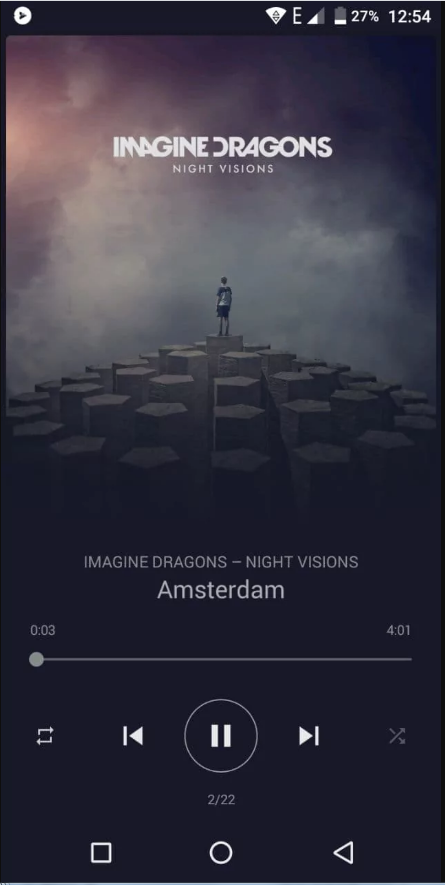 E 27% 12:54
IMAGINE DRAGONS
NIGHT VISIONS
IMAGINE DRAGONS – NIGHT VISIONS
Amsterdam
0:03 4:01
2/22